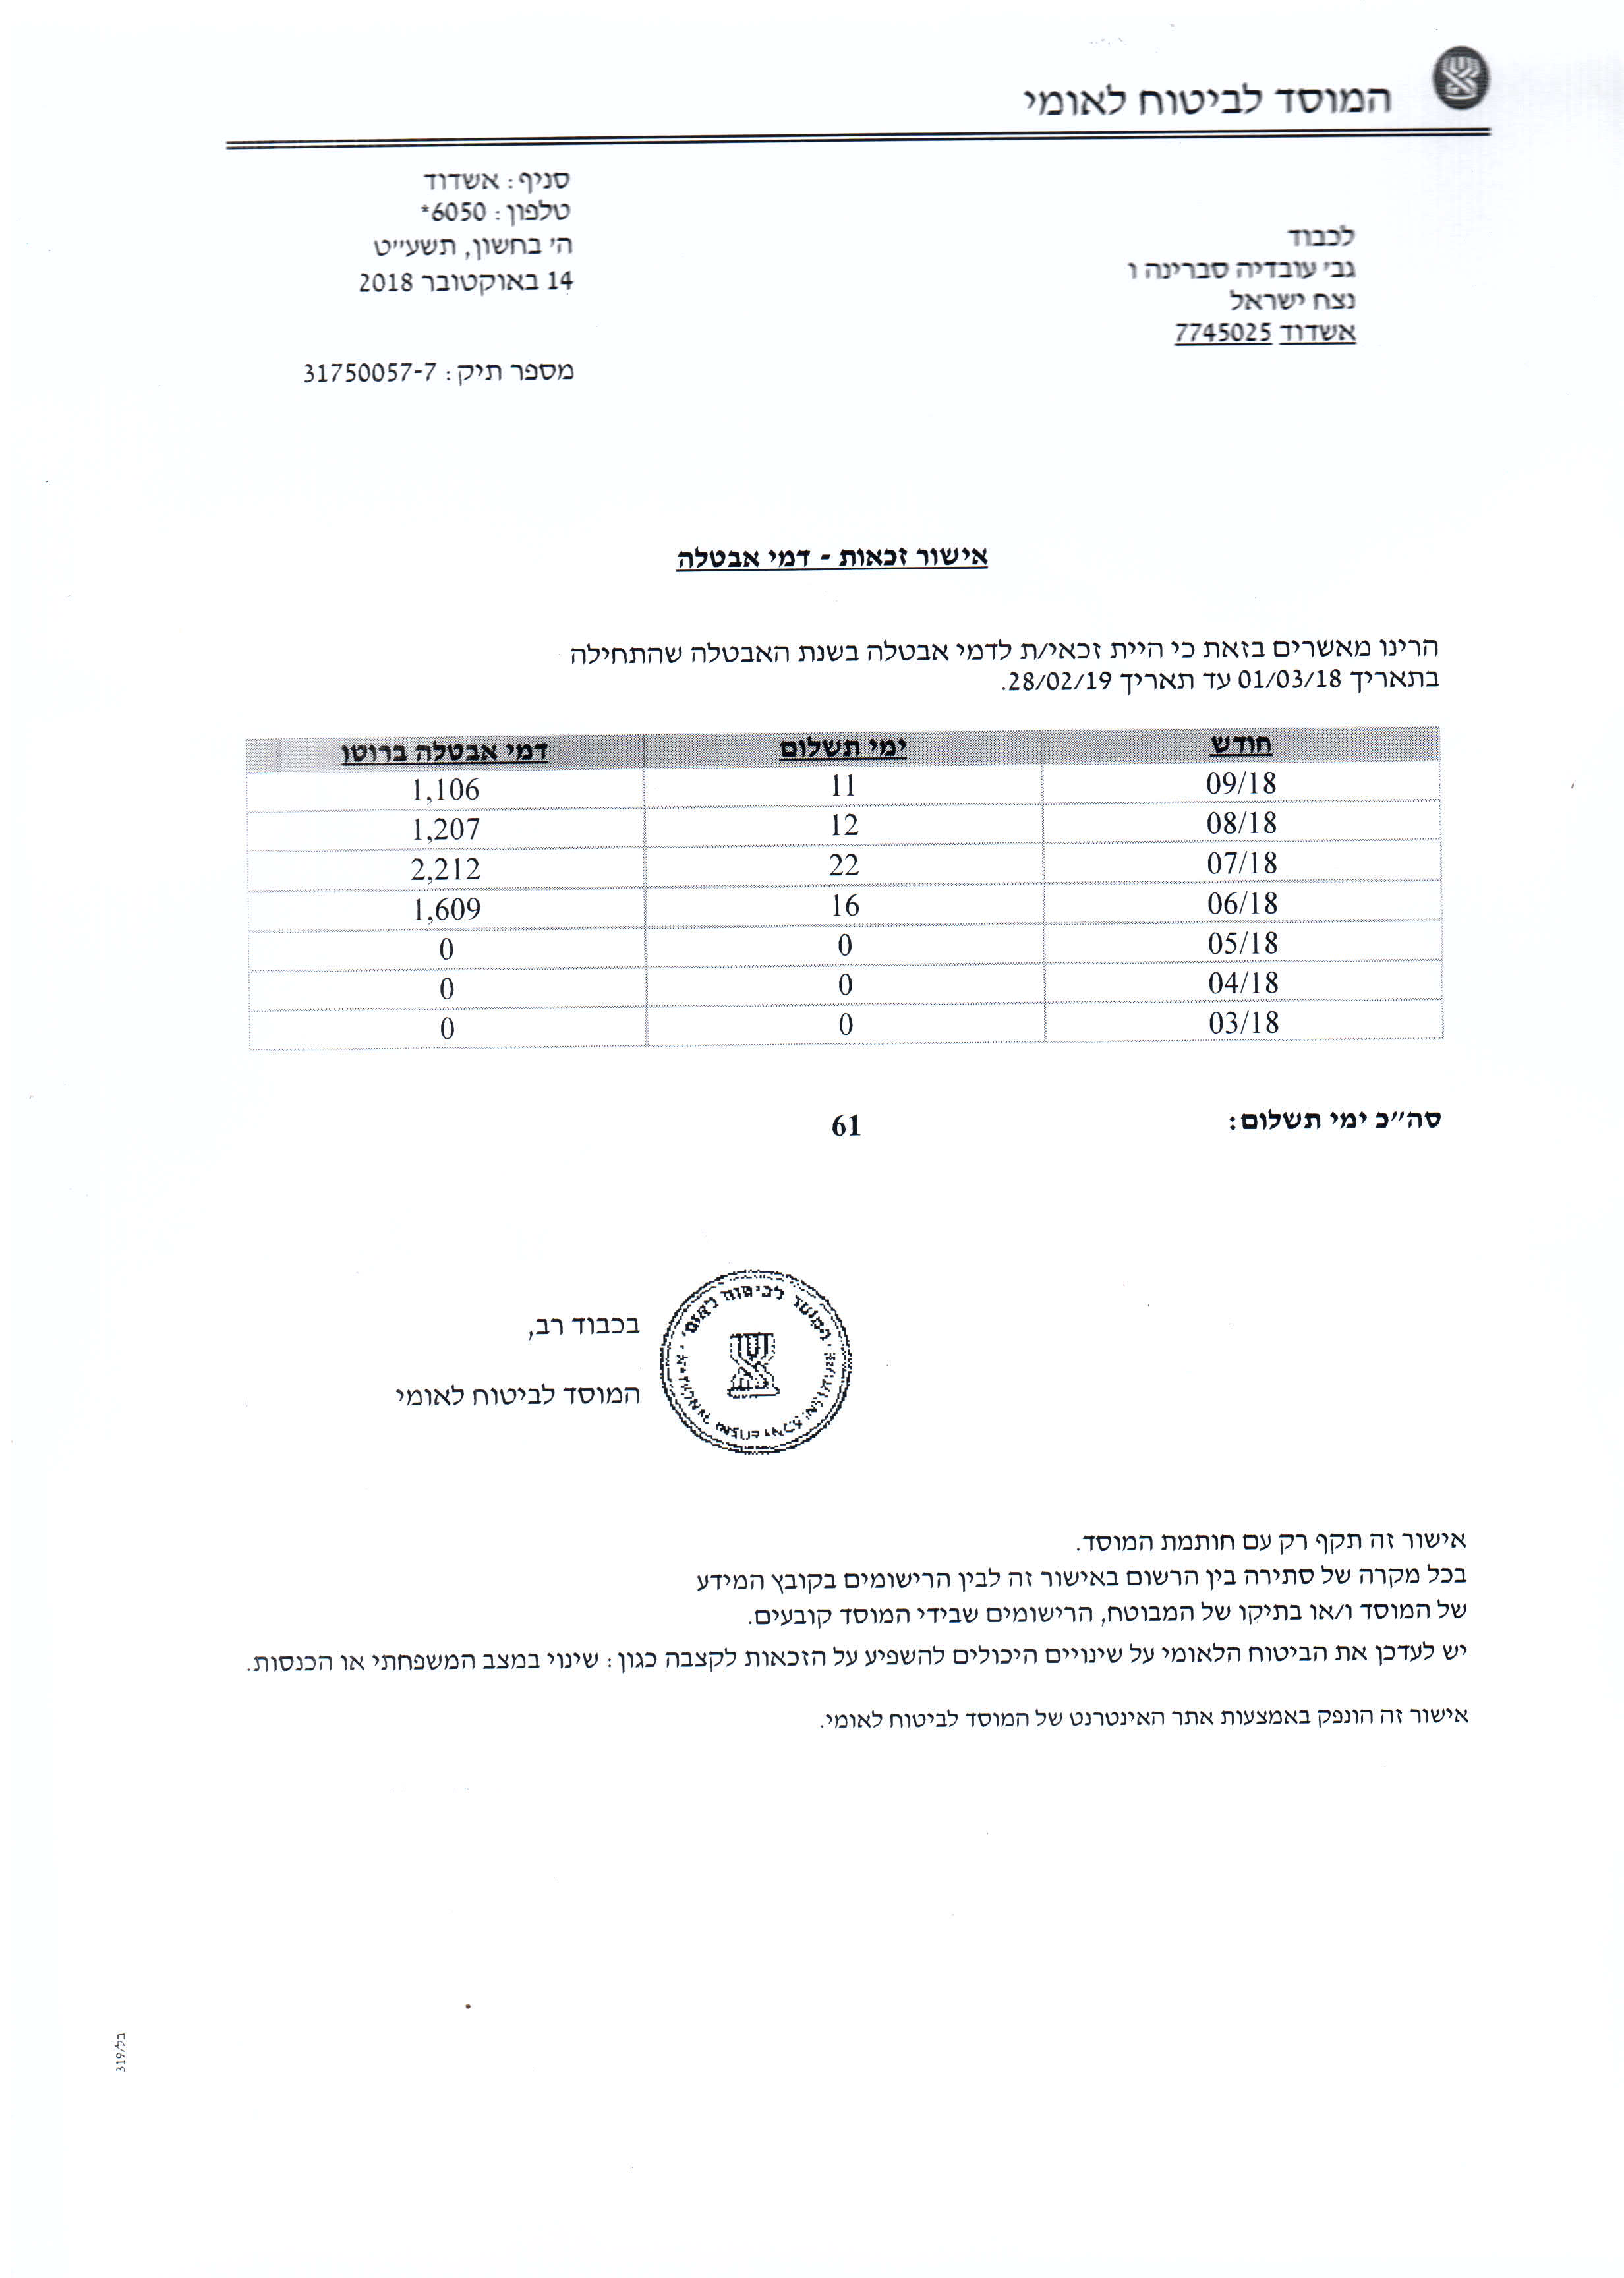 המוסד לביטוח לאומי
סניף: אשדוד
טלפון: 6050*
ה' בחשון, תשע"ט
14 באוקטובר 2018
לכבוד
גב' עובדיה סברינה ו
נצח ישראל
אשדוד 7745025
מספר תיק: 31750057-7
אישור זכאות - דמי אבטלה
הרינו מאשרים בזאת כי היית זכאי/ת לדמי אבטלה בשנת האבטלה שהתחילה
בתאריך 01/03/18 עד תאריך 28/02/19.
חודש ימי תשלום דמי אבטלה ברוטו
09/18 11 1,106
08/18 12 1,207
07/18 22 2,212
06/18 16 1,609
05/18 0 0
04/18 0 0
03/18 0 0
סה"כ ימי תשלום: 61
המוסד לביטוח לאומי
בכבוד רב,
המוסד לביטוח לאומי
אישור זה תקף רק עם חותמת המוסד.
בכל מקרה של סתירה בין הרשום באישור זה לבין הרישומים בקובץ המידע
של המוסד ו/או בתיקו של המבוטח, הרישומים שבידי המוסד קובעים.
יש לעדכן את הביטוח הלאומי על שינויים היכולים להשפיע על הזכאות לקצבה כגון: שינוי במצב המשפחתי או הכנסות.
אישור זה הונפק באמצעות אתר האינטרנט של המוסד לביטוח לאומי.
בל/319